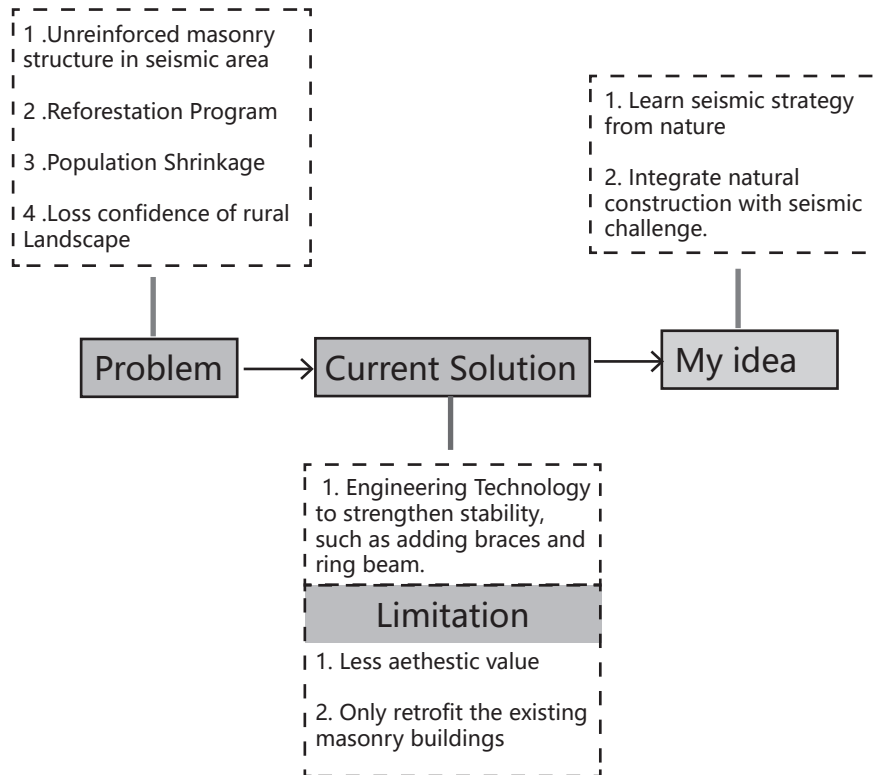 1 .Unreinforced masonry
structure in seismic area
2 .Reforestation Program
3 .Population Shrinkage
4 .Loss confidence of rural
Landscape
1. Learn seismic strategy
from nature
2. Integrate natural
construction with seismic
challenge.
Problem
Current Solution
My idea
1. Engineering Technology
to strengthen stability,
such as adding braces and
ring beam.
Limitation
1. Less aethestic value
2. Only retrofit the existing
masonry buildings